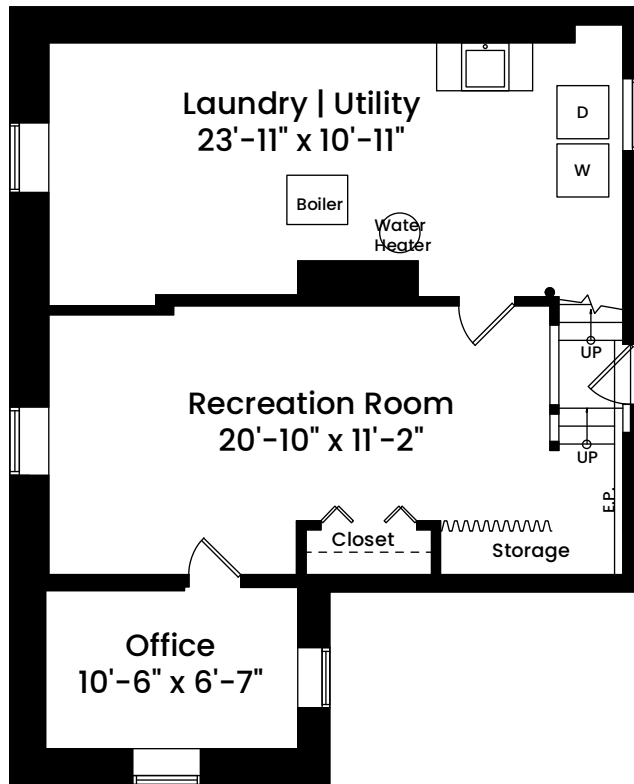 Laundry | Utility
23'-11" x 10'-11"
D
W
Boiler
Water
Heater
UP
Recreation Room
20'-10" x 11'-2"
UP
E.P.
Closet
Storage
Office
10'-6" x 6'-7"